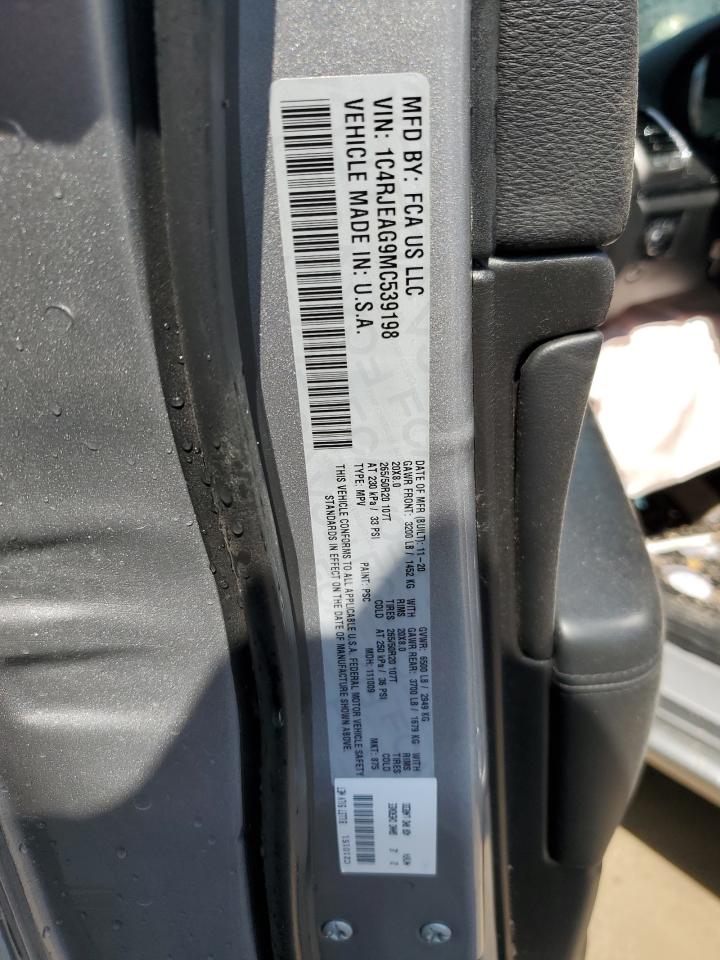 MFD BY: FCA US LLC
VIN: 1C4RJEAG9MC539198
VEHICLE MADE IN: U.S.A.
DATE OF MFR (BUILT): 11-20 GVWR: 6500 LB / 2949 KG
GAWR FRONT: 3200 LB / 1452 KG WITH GAWR REAR: 3700 LB / 1679 KG WITH
20X8.0 RIMS 20X8.0 RIMS
265/50R20 107T TIRES 265/50R20 107T TIRES
AT 230 kPa / 33 PSI COLD AT 250 kPa / 36 PSI COLD
TYPE: MPV PAINT: PSC MDH: 111009 MKT: 875
THIS VEHICLE CONFORMS TO ALL APPLICABLE U.S.A. FEDERAL MOTOR VEHICLE SAFETY
STANDARDS IN EFFECT ON THE DATE OF MANUFACTURE SHOWN ABOVE.